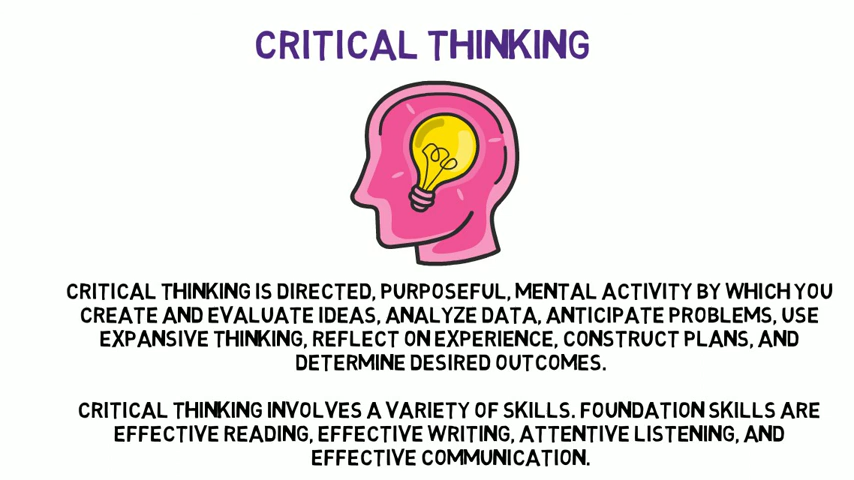 CRITICAL THINKING
CRITICAL THINKING IS DIRECTED, PURPOSEFUL, MENTAL ACTIVITY BY WHICH YOU
CREATE AND EVALUATE IDEAS, ANALYZE DATA, ANTICIPATE PROBLEMS, USE
EXPANSIVE THINKING, REFLECT ON EXPERIENCE, CONSTRUCT PLANS, AND
DETERMINE DESIRED OUTCOMES.
CRITICAL THINKING INVOLVES A VARIETY OF SKILLS. FOUNDATION SKILLS ARE
EFFECTIVE READING, EFFECTIVE WRITING, ATTENTIVE LISTENING, AND
EFFECTIVE COMMUNICATION.